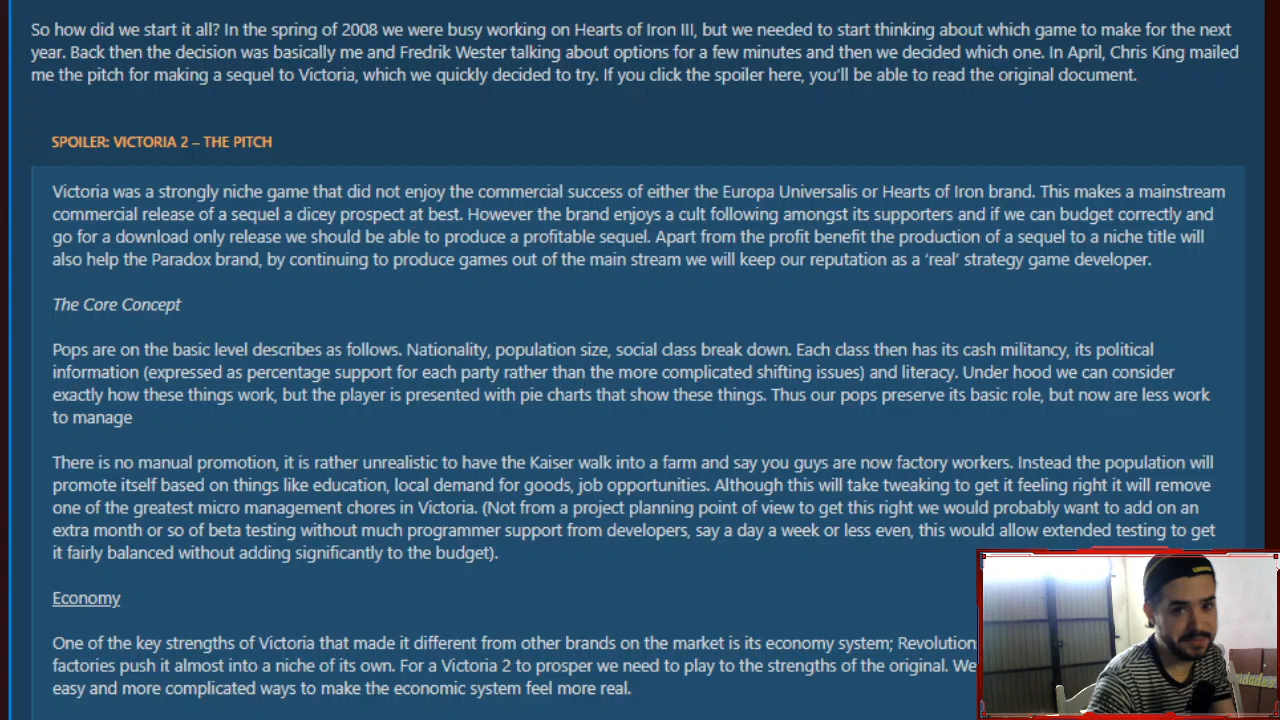 So how did we start it all? In the spring of 2008 we were busy working on Hearts of Iron III, but we needed to start thinking about which game to make for the next
year. Back then the decision was basically me and Fredrik Wester talking about options for a few minutes and then we decided which one. In April, Chris King mailed
me the pitch for making a sequel to Victoria, which we quickly decided to try. If you click the spoiler here, you'll be able to read the original document.
SPOILER: VICTORIA 2 – THE PITCH
Victoria was a strongly niche game that did not enjoy the commercial success of either the Europa Universalis or Hearts of Iron brand. This makes a mainstream
commercial release of a sequel a dicey prospect at best. However the brand enjoys a cult following amongst its supporters and if we can budget correctly and
go for a download only release we should be able to produce a profitable sequel. Apart from the profit benefit the production of a sequel to a niche title will
also help the Paradox brand, by continuing to produce games out of the main stream we will keep our reputation as a 'real' strategy game developer.
The Core Concept
Pops are on the basic level describes as follows. Nationality, population size, social class break down. Each class then has its cash militancy, its political
information (expressed as percentage support for each party rather than the more complicated shifting issues) and literacy. Under hood we can consider
exactly how these things work, but the player is presented with pie charts that show these things. Thus our pops preserve its basic role, but now are less work
to manage
There is no manual promotion, it is rather unrealistic to have the Kaiser walk into a farm and say you guys are now factory workers. Instead the population will
promote itself based on things like education, local demand for goods, job opportunities. Although this will take tweaking to get it feeling right it will remove
one of the greatest micro management chores in Victoria. (Not from a project planning point of view to get this right we would probably want to add on an
extra month or so of beta testing without much programmer support from developers, say a day a week or less even, this would allow extended testing to get
it fairly balanced without adding significantly to the budget).
Economy
One of the key strengths of Victoria that made it different from other brands on the market is its economy system; Revolution
factories push it almost into a niche of its own. For a Victoria 2 to prosper we need to play to the strengths of the original. We
easy and more complicated ways to make the economic system feel more real.